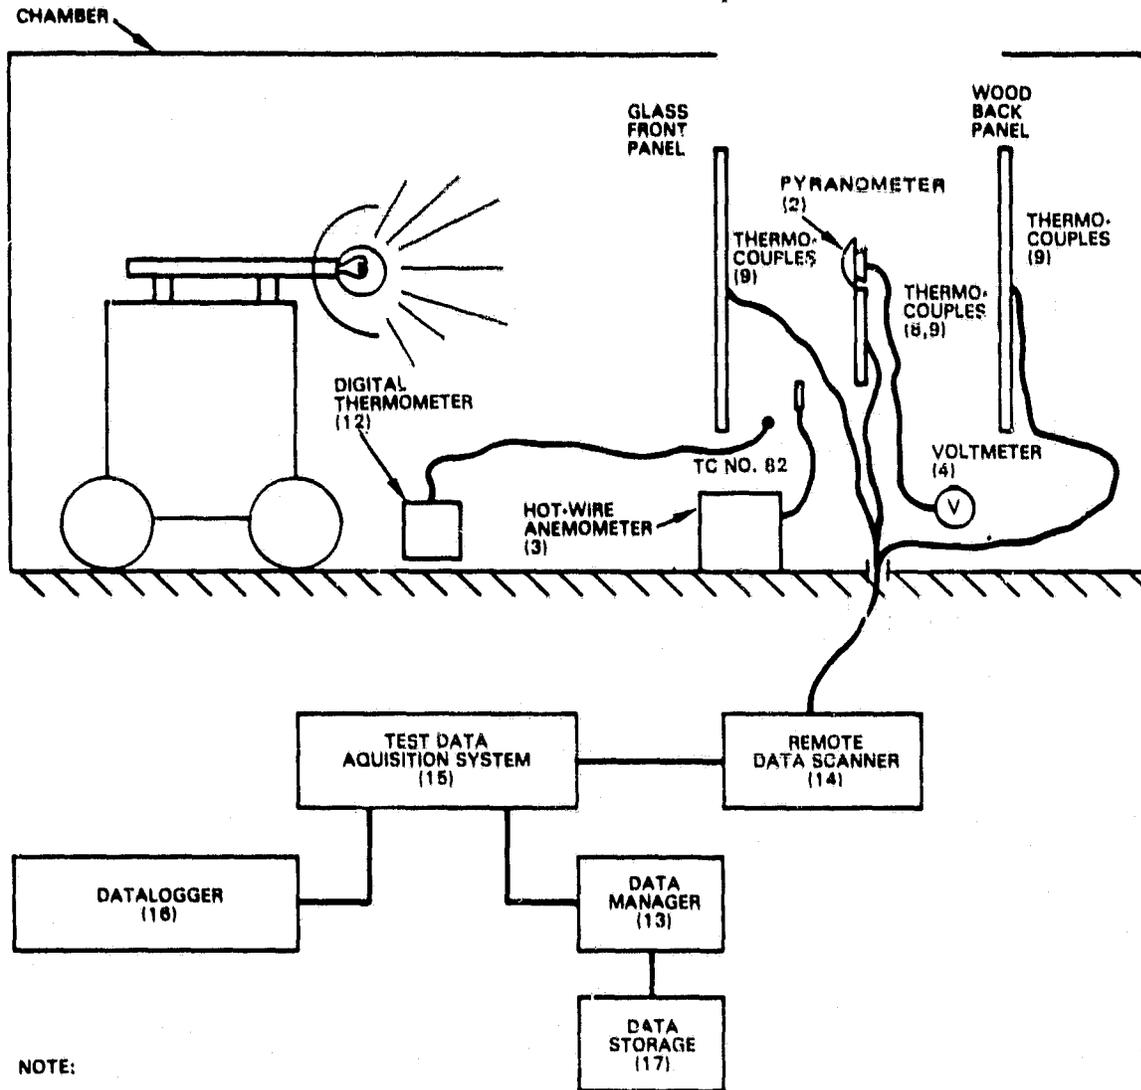 CHAMBER
GLASS
FRONT
PANEL
WOOD
BACK
PANEL
PYRANOMETER
(2)
THERMO-
COUPLES
(9)
THERMO-
COUPLES
(9)
THERMO-
COUPLES
(8,9)
DIGITAL
THERMOMETER
(12)
TC NO. 82
VOLTMETER
(4)
V
HOT-WIRE
ANEMOMETER
(3)
TEST DATA
AQUISITION SYSTEM
(15)
REMOTE
DATA SCANNER
(14)
DATALOGGER
(16)
DATA
MANAGER
(13)
DATA
STORAGE
(17)
NOTE: